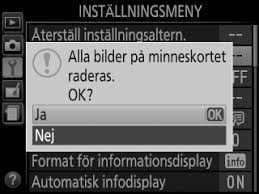 INSTÄLLNINGSMENY
Återställ inställningsaltern.
Alla bilder på minneskortet
raderas.
OK?
Ja OK
Nej
Format för informationsdisplay info
Automatisk infodisplay ON